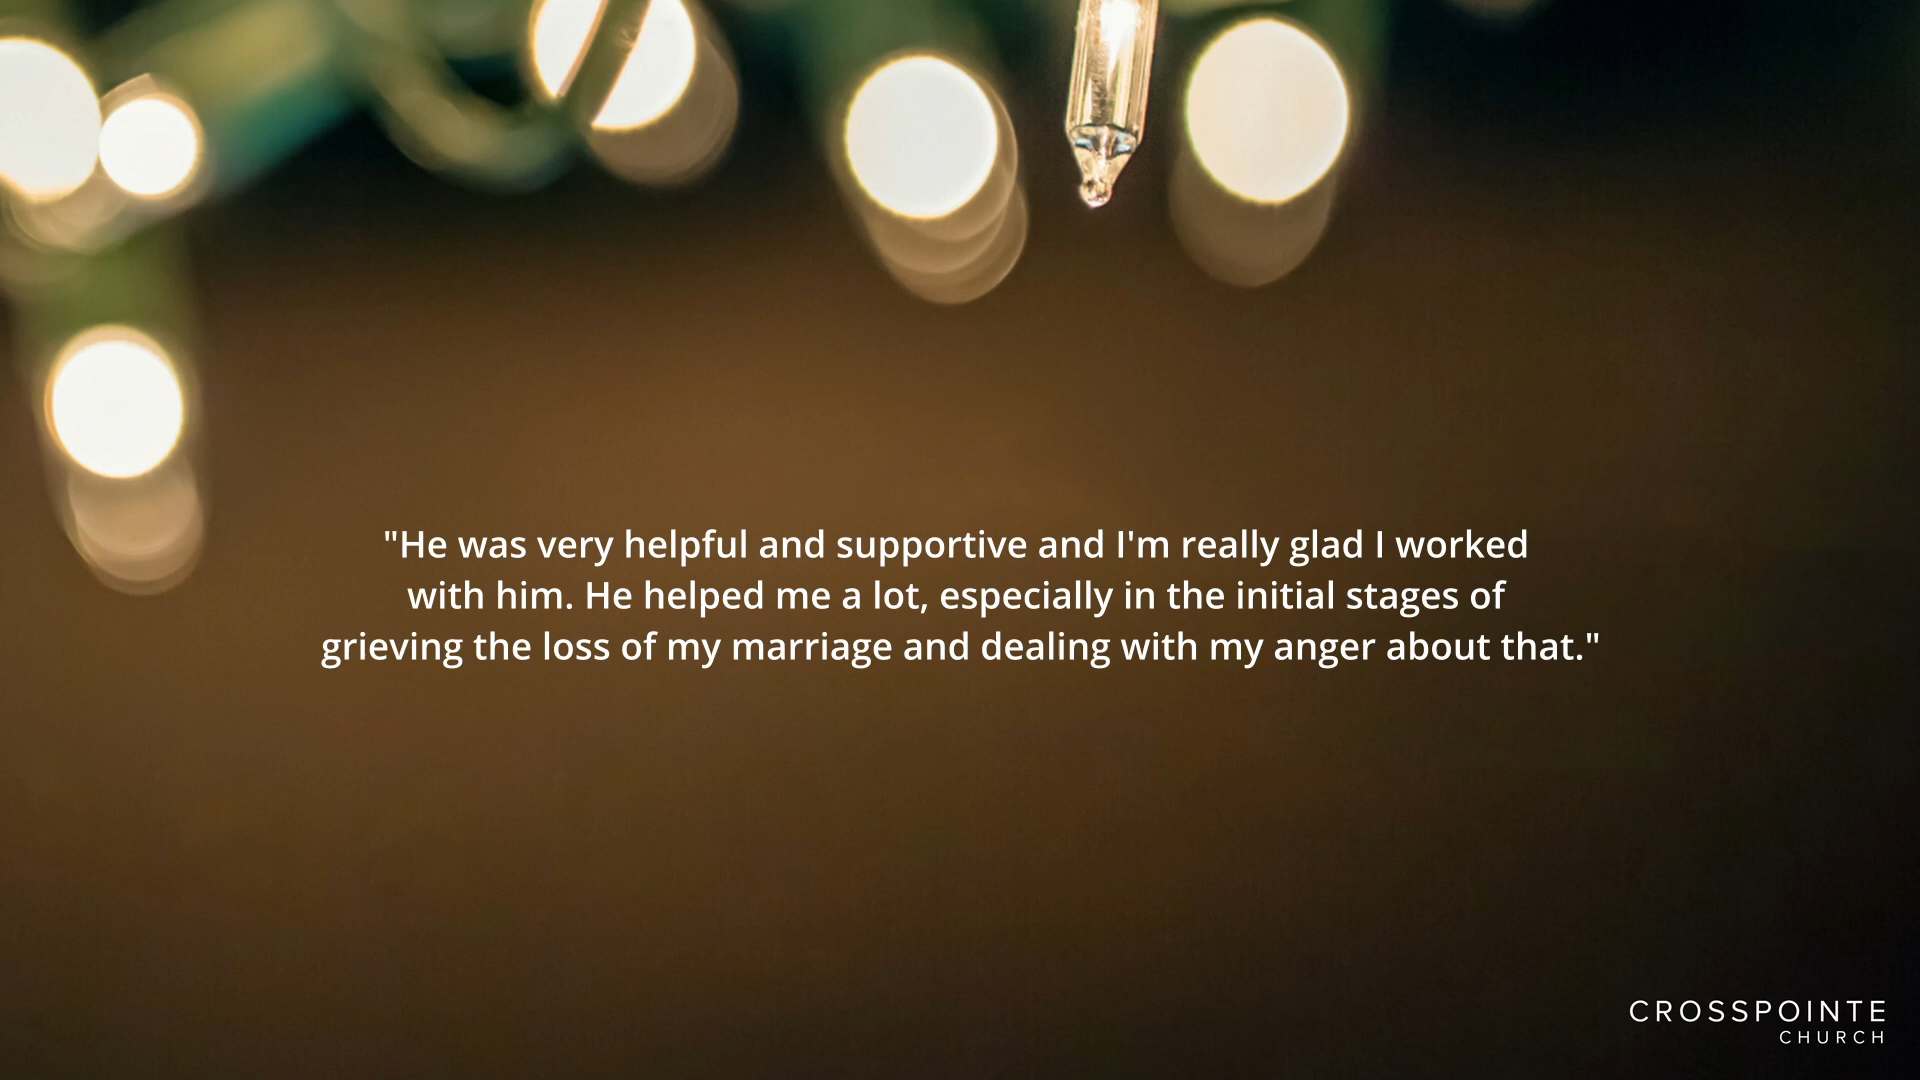 "He was very helpful and supportive and I'm really glad I worked
with him. He helped me a lot, especially in the initial stages of
grieving the loss of my marriage and dealing with my anger about that."
CROSSPOINTE
CHURCH